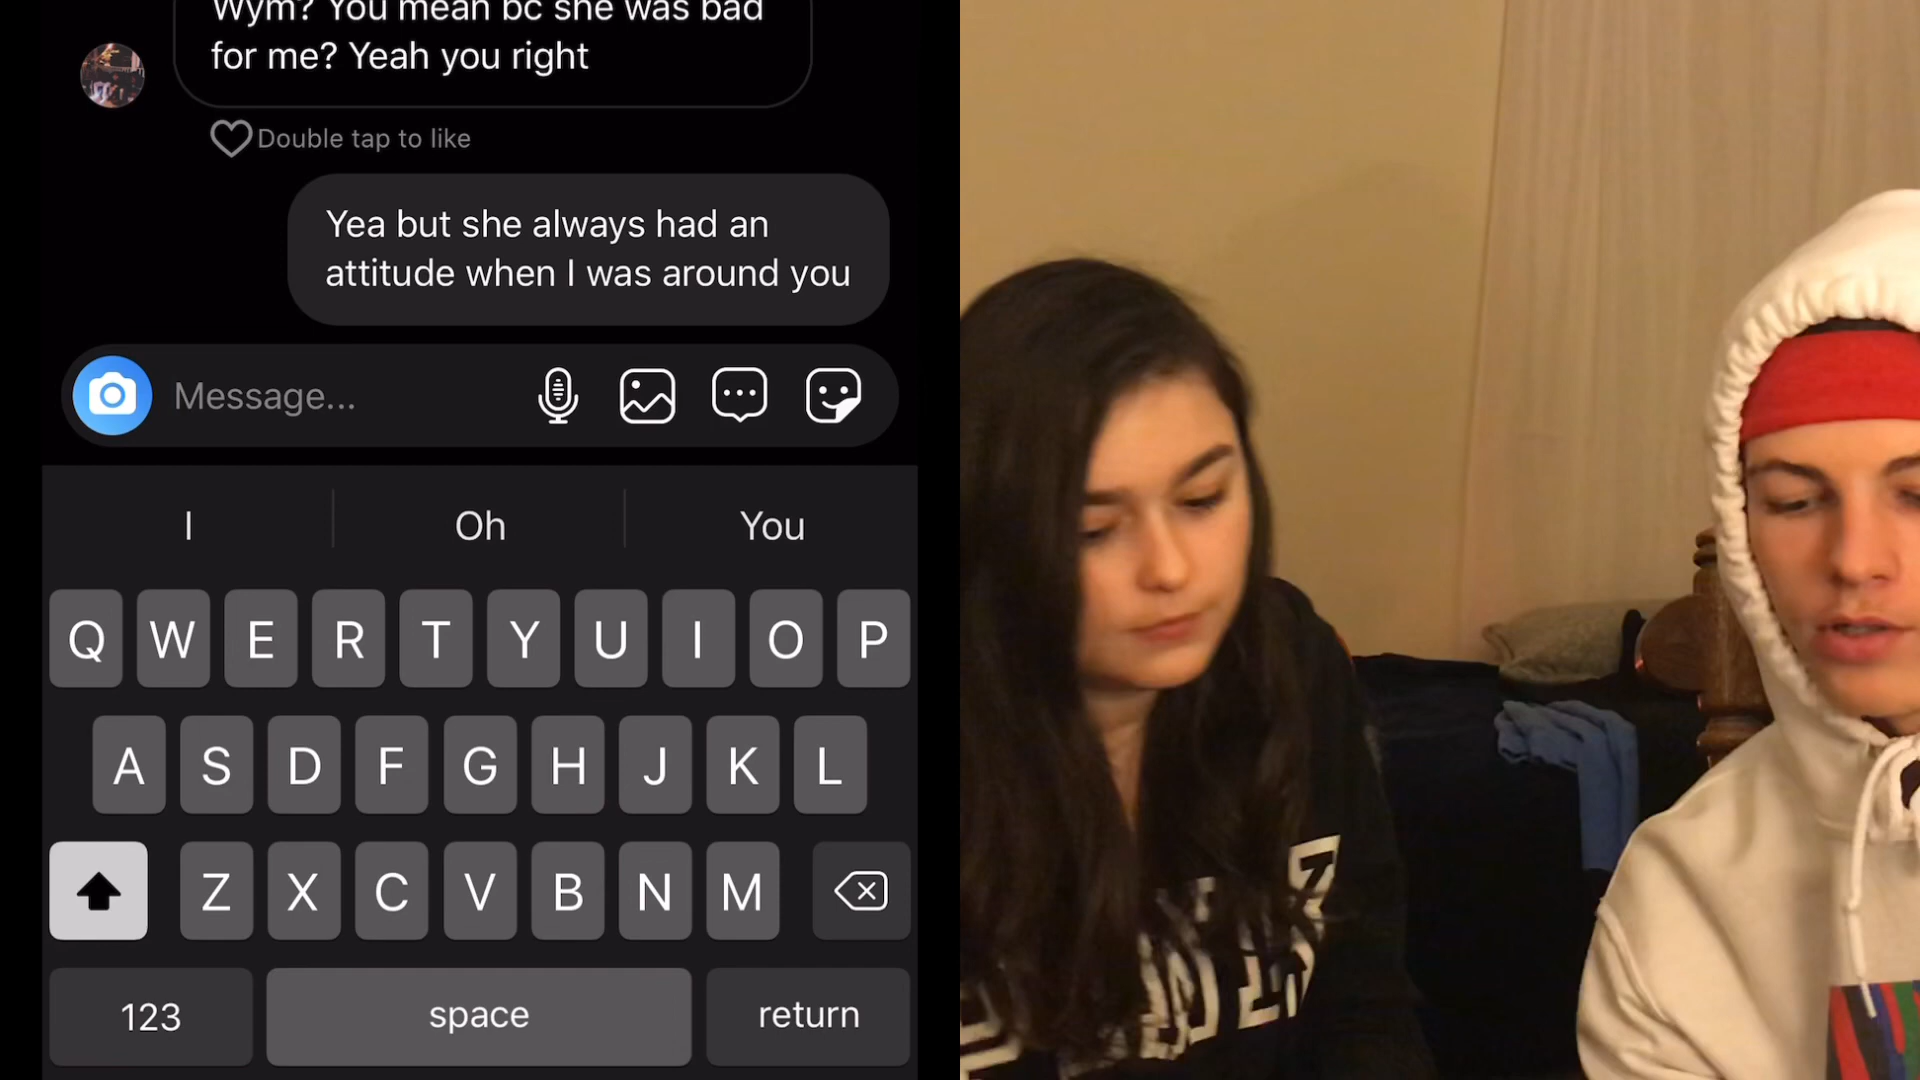 Wym? You mean bc she was bad
for me? Yeah you right
Double tap to like
Yea but she always had an
attitude when I was around you
Message...
I Oh You
Q W E R T Y U I O P
A S D F G H J K L
Z X C V B N M
123 space return